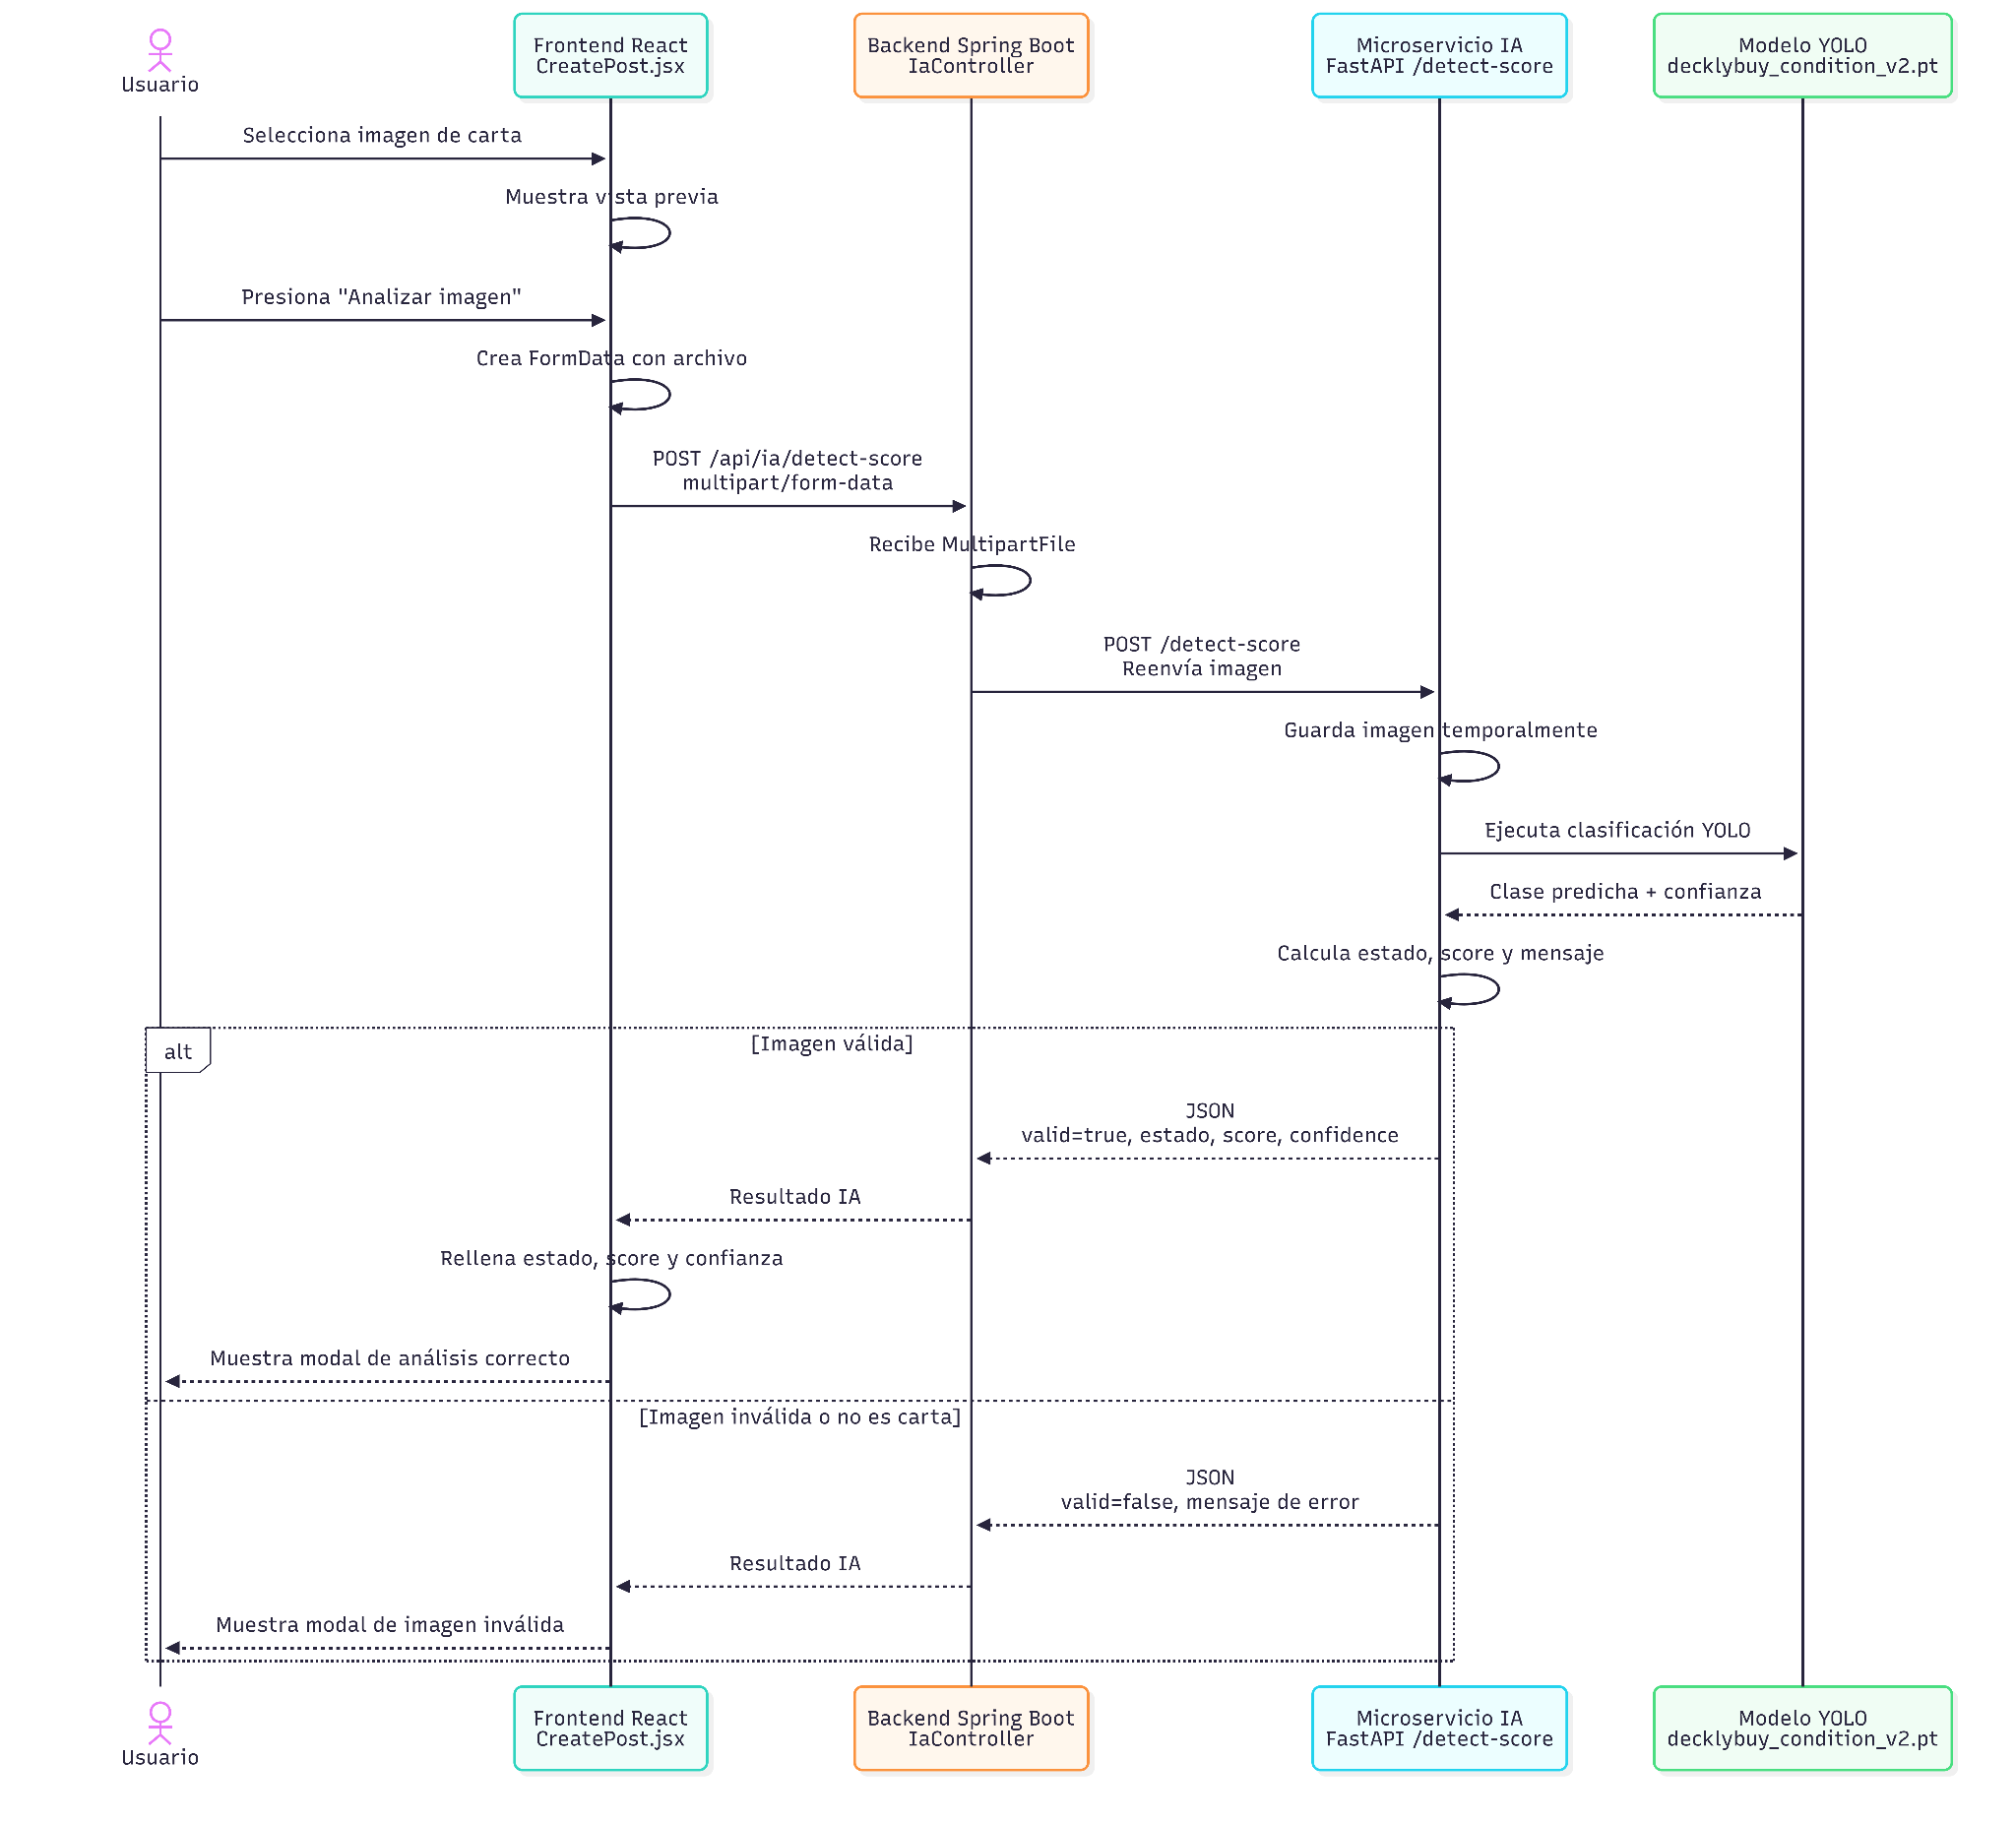 Usuario
Frontend React
CreatePost.jsx
Backend Spring Boot
IaController
Microservicio IA
FastAPI /detect-score
Modelo YOLO
decklybuy_condition_v2.pt
Selecciona imagen de carta
Muestra vista previa
Presiona "Analizar imagen"
Crea FormData con archivo
POST /api/ia/detect-score
multipart/form-data
Recibe MultipartFile
POST /detect-score
Reenvía imagen
Guarda imagen temporalmente
Ejecuta clasificación YOLO
Clase predicha + confianza
Calcula estado, score y mensaje
alt
[Imagen válida]
JSON
valid=true, estado, score, confidence
Resultado IA
Rellena estado, score y confianza
Muestra modal de análisis correcto
[Imagen inválida o no es carta]
JSON
valid=false, mensaje de error
Resultado IA
Muestra modal de imagen inválida
Usuario
Frontend React
CreatePost.jsx
Backend Spring Boot
IaController
Microservicio IA
FastAPI /detect-score
Modelo YOLO
decklybuy_condition_v2.pt